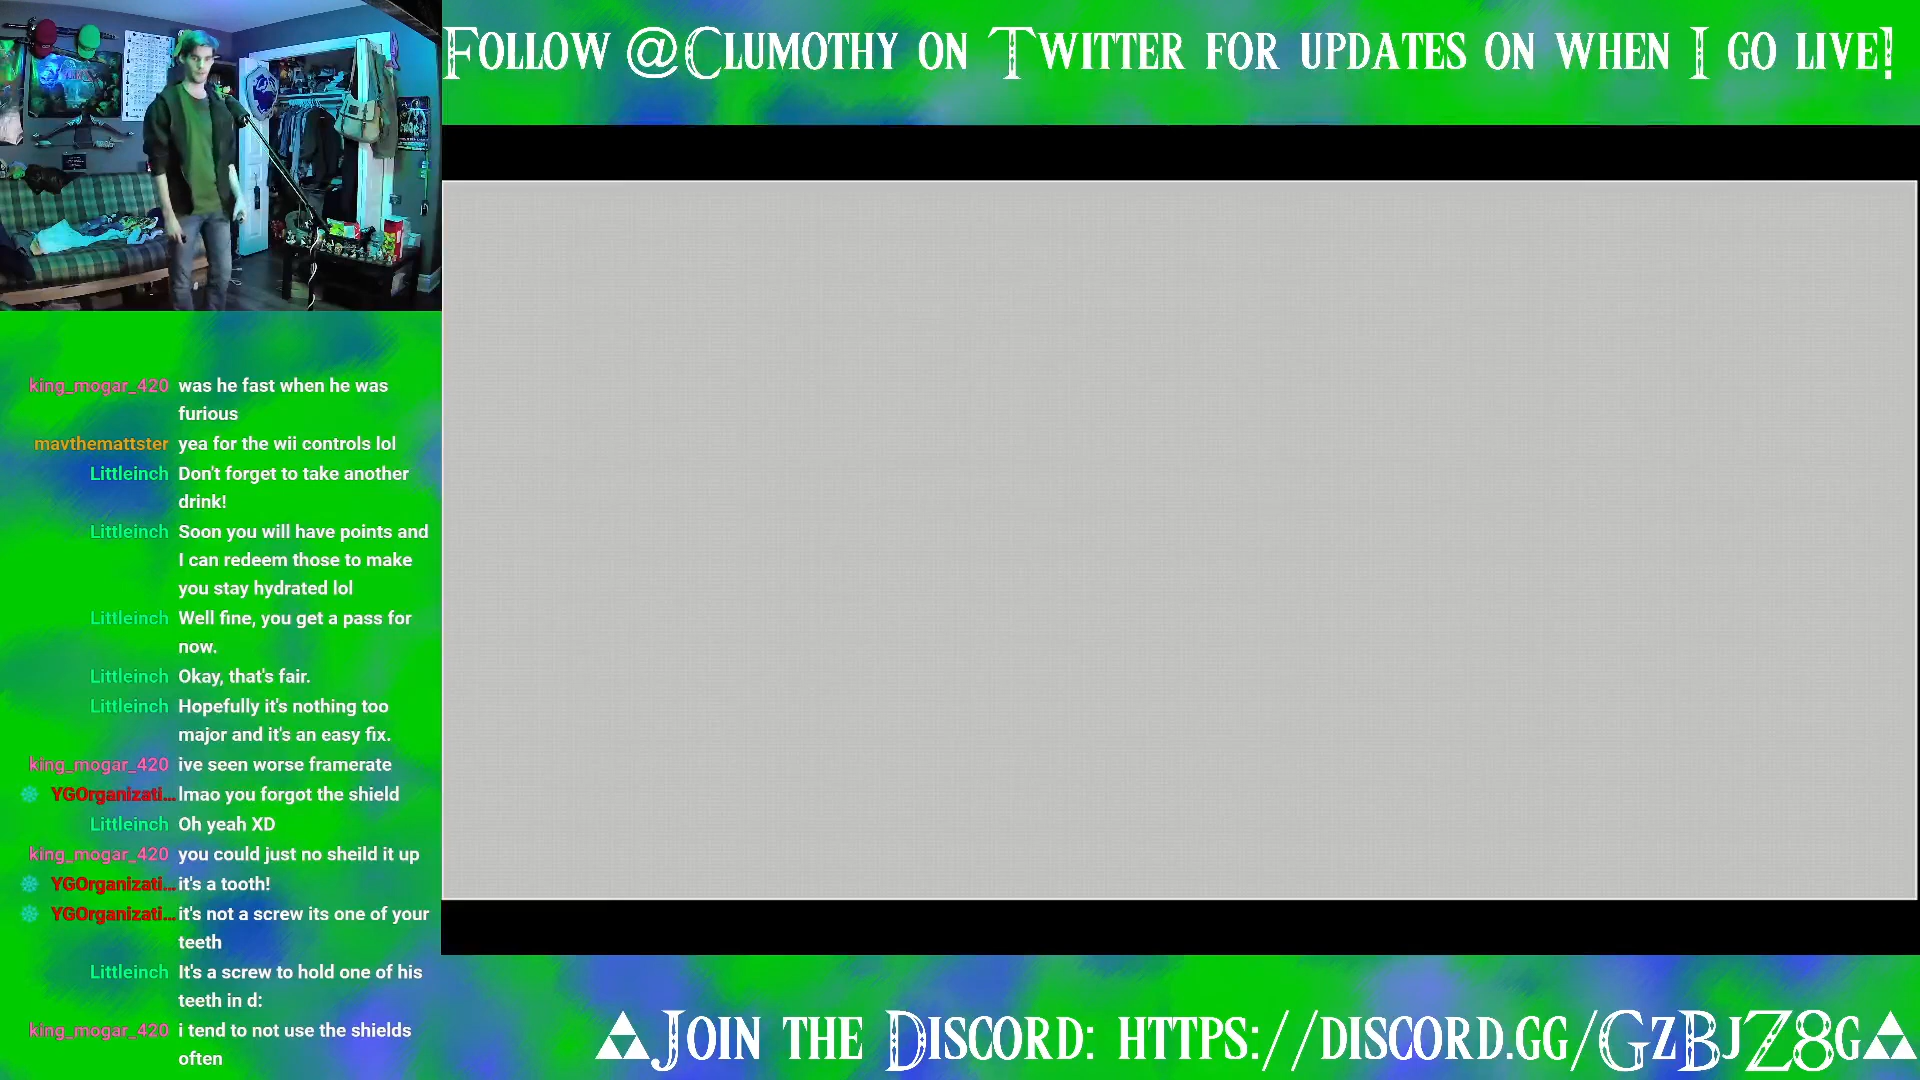 Follow @Clumothy on Twitter for updates on when I go live!
king_mogar_420 was he fast when he was
furious
mavthemattster yea for the wii controls lol
Littleinch Don't forget to take another
drink!
Littleinch Soon you will have points and
I can redeem those to make
you stay hydrated lol
Littleinch Well fine, you get a pass for
now.
Littleinch Okay, that's fair.
Littleinch Hopefully it's nothing too
major and it's an easy fix.
king_mogar_420 ive seen worse framerate
YGOrganizati... lmao you forgot the shield
Littleinch Oh yeah XD
king_mogar_420 you could just no sheild it up
YGOrganizati... it's a tooth!
YGOrganizati... it's not a screw its one of your
teeth
Littleinch It's a screw to hold one of his
teeth in d:
king_mogar_420 i tend to not use the shields
often
Join the Discord: https://discord.gg/GzBjZ8g